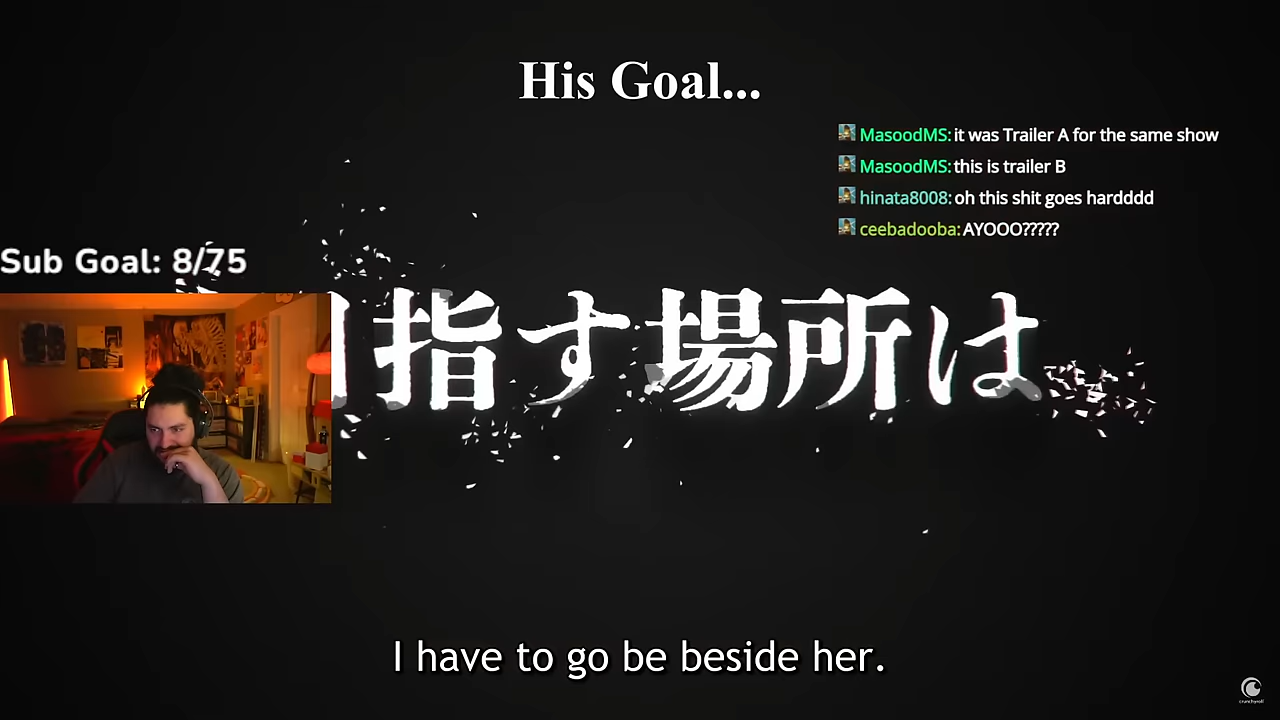 His Goal...
MasoodMS: it was Trailer A for the same show
MasoodMS: this is trailer B
hinata8008: oh this shit goes hardddd
ceebadooba: AYOOO?????
Sub Goal: 8/75
指す場所は
I have to go be beside her.
crunchyroll